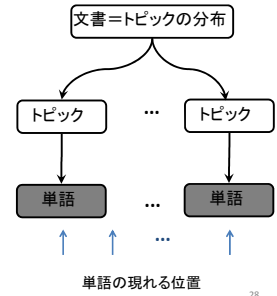 文書＝トピックの分布
トピック ... トピック
単語 ... 単語
...
単語の現れる位置
28